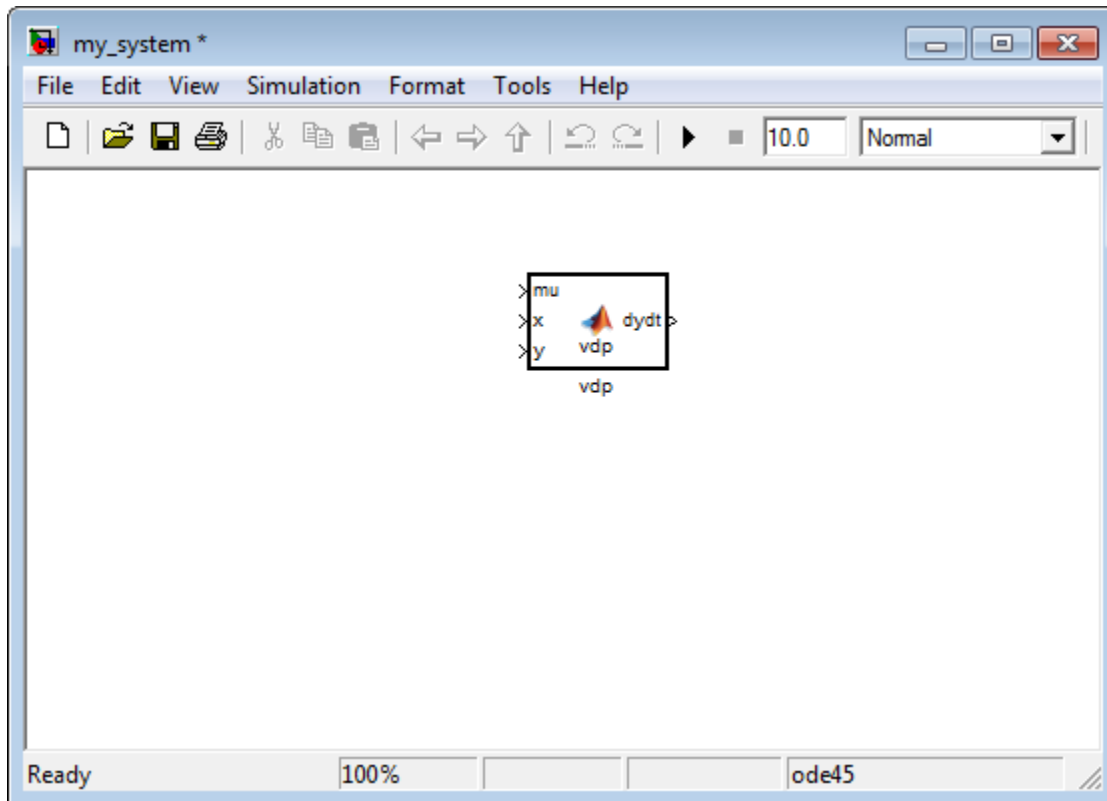 my_system *
File Edit View Simulation Format Tools Help
10.0 Normal
mu
x dydt
y vdp
vdp
Ready 100% ode45